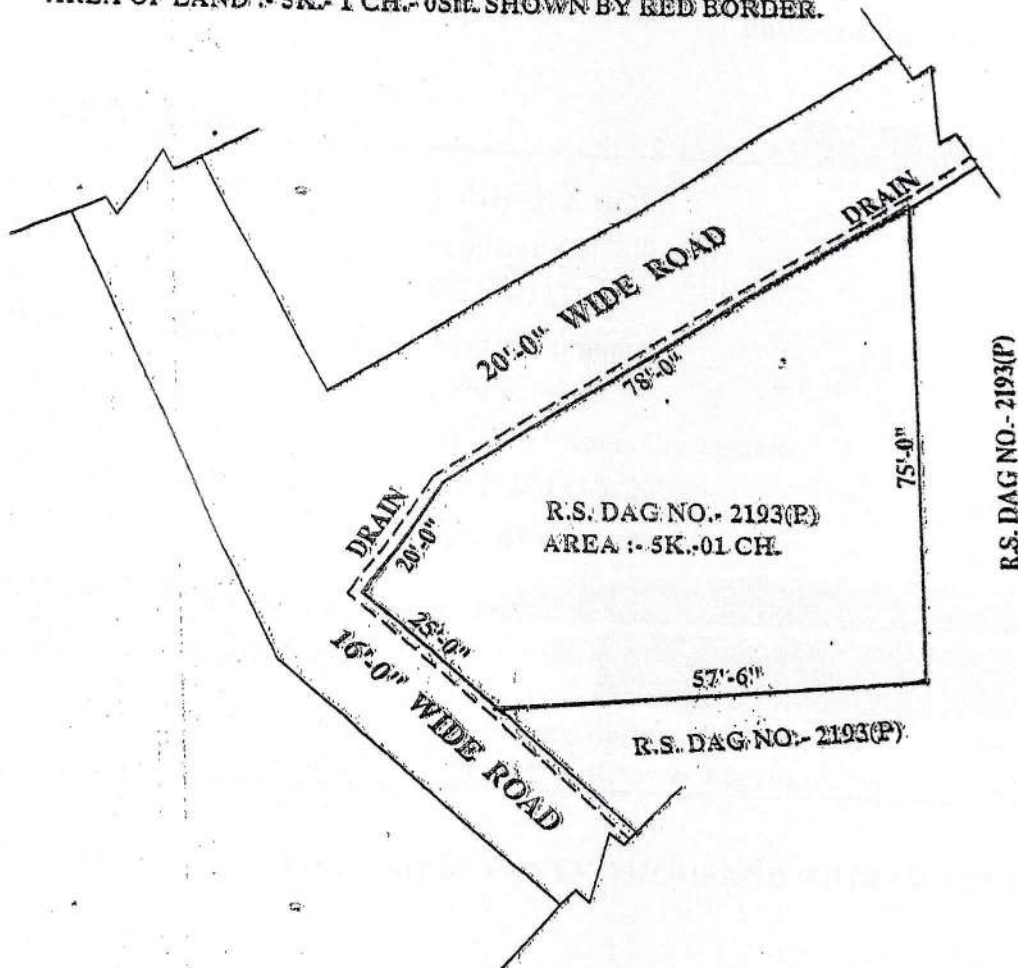 AREA OF LAND :- 5K.- 1 CH.- 0Sft. SHOWN BY RED BORDER.
DRAIN
20'-0" WIDE ROAD
78'-0"
75'-0"
R.S. DAG NO.- 2193(P)
DRAIN
20'-0"
R.S. DAG NO.- 2193(P)
AREA :- 5K.-01 CH.
25'-0"
16'-0" WIDE ROAD
57'-6"
R.S. DAG NO.- 2193(P)